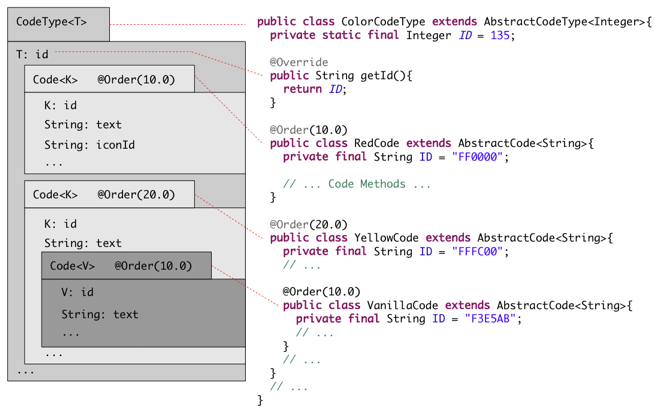 CodeType<T>
T: id
Code<K> @Order(10.0)
K: id
String: text
String: iconId
...
Code<K> @Order(20.0)
K: id
String: text
Code<V> @Order(10.0)
V: id
String: text
...
...
...
public class ColorCodeType extends AbstractCodeType<Integer>{
private static final Integer ID = 135;
@Override
public String getId(){
return ID;
}
@Order(10.0)
public class RedCode extends AbstractCode<String>{
private final String ID = "FF0000";
// ... Code Methods ...
}
@Order(20.0)
public class YellowCode extends AbstractCode<String>{
private final String ID = "FFFC00";
// ...
@Order(10.0)
public class VanillaCode extends AbstractCode<String>{
private final String ID = "F3E5AB";
// ...
}
// ...
}
// ...
}